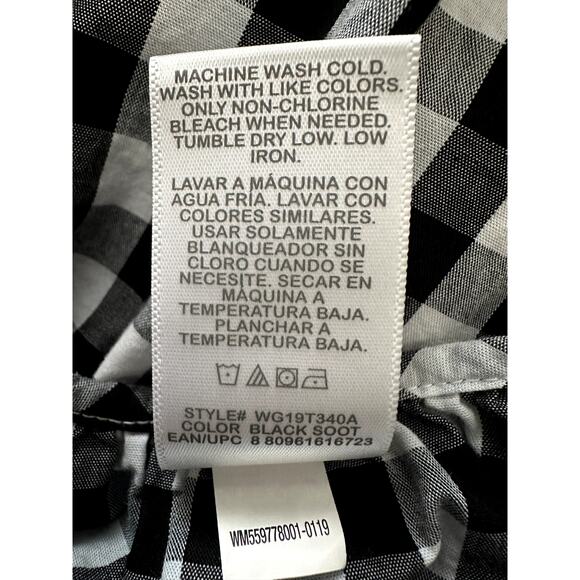 MACHINE WASH COLD.
WASH WITH LIKE COLORS.
ONLY NON-CHLORINE
BLEACH WHEN NEEDED.
TUMBLE DRY LOW. LOW
IRON.
LAVAR A MÁQUINA CON
AGUA FRÍA. LAVAR CON
COLORES SIMILARES.
USAR SOLAMENTE
BLANQUEADOR SIN
CLORO CUANDO SE
NECESITE. SECAR EN
MÁQUINA A
TEMPERATURA BAJA.
PLANCHAR A
TEMPERATURA BAJA.
STYLE# WG19T340A
COLOR BLACK SOOT
EAN/UPC 8 80961616723
WM559778001-0119